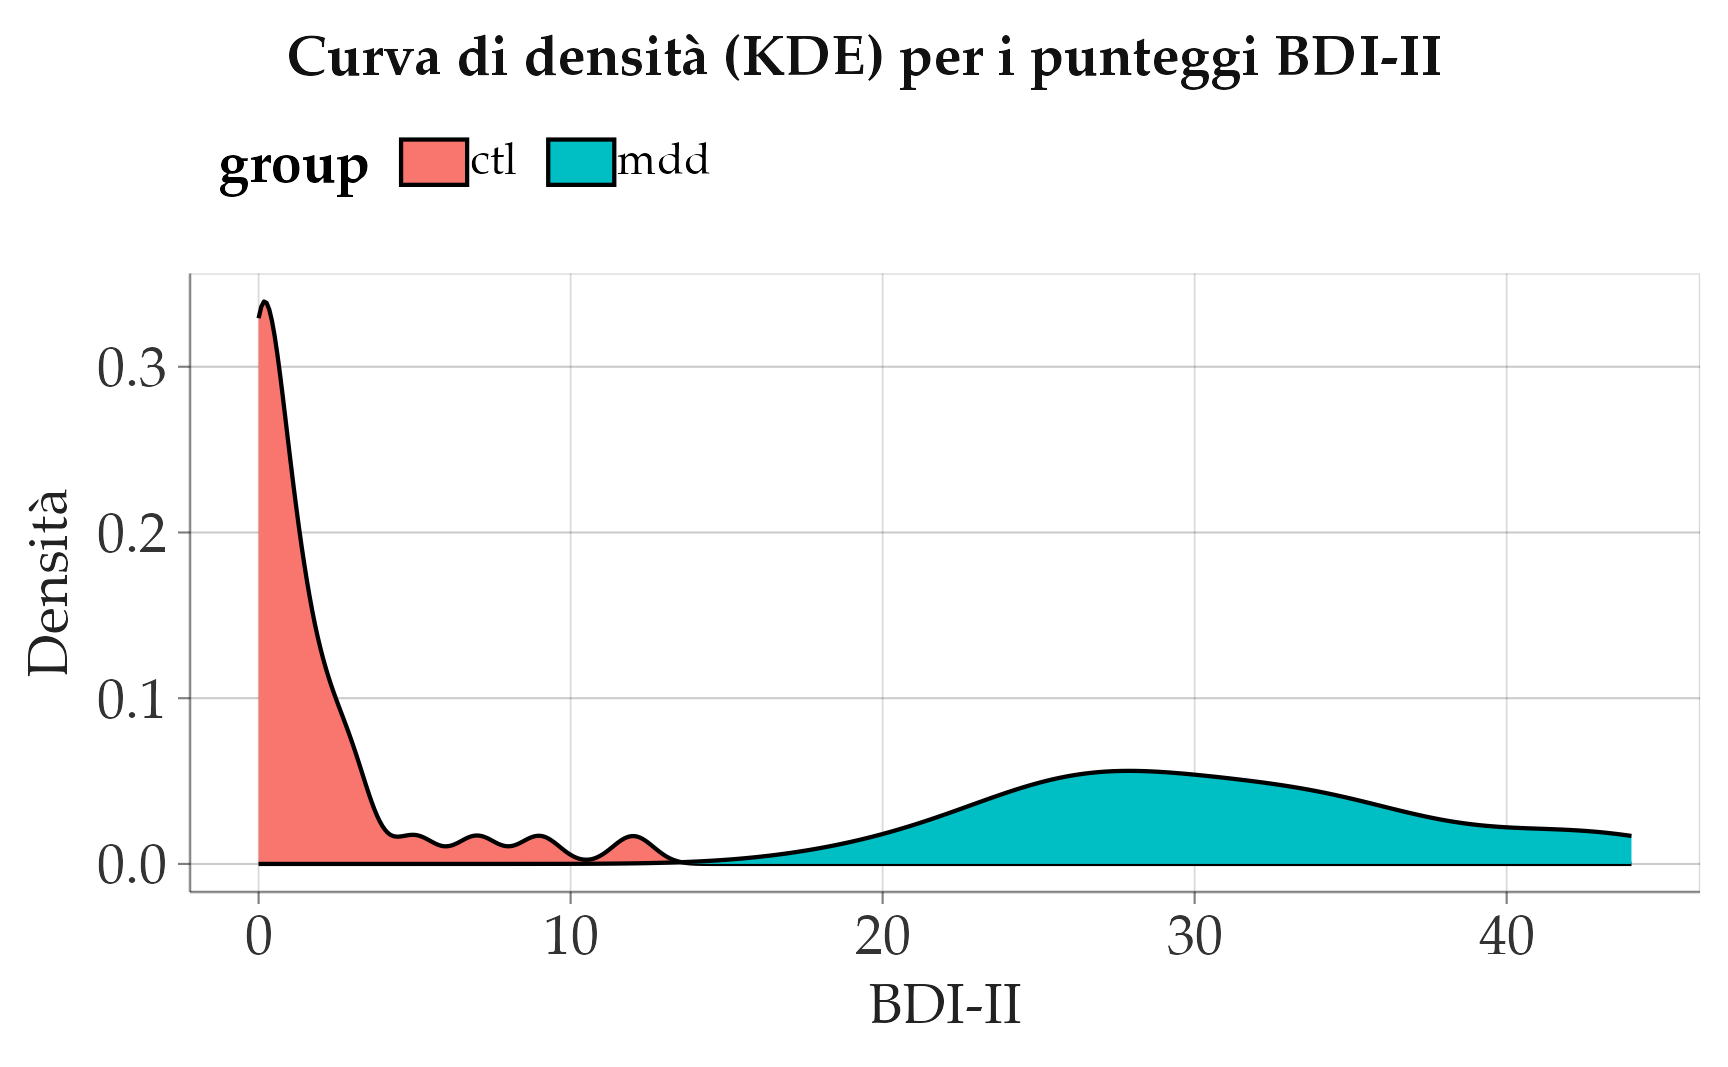 Curva di densità (KDE) per i punteggi BDI-II
group ctl mdd
Densità
0.3
0.2
0.1
0.0
0 10 20 30 40
BDI-II